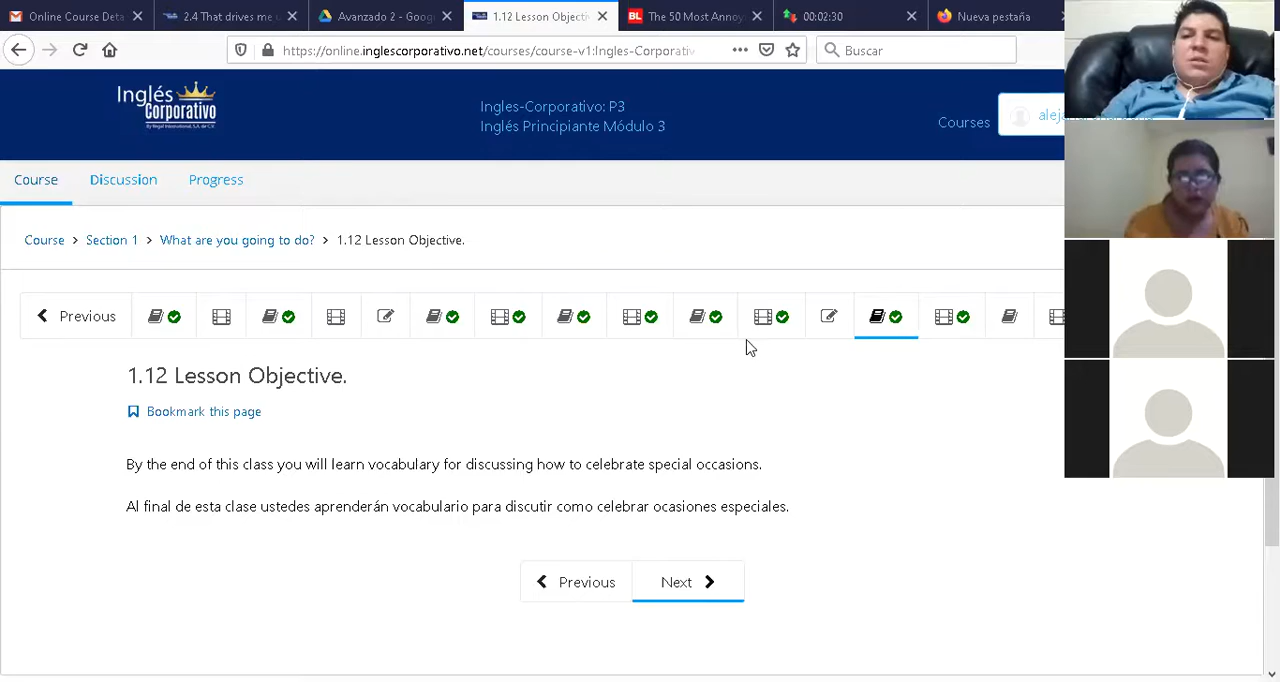 Online Course Deta
2.4 That drives me
Avanzado 2 - Goog
1.12 Lesson Objecti
BL The 50 Most Annoy
00:02:30
Nueva pestaña
https://online.inglescorporativo.net/courses/course-v1:Ingles-Corporativ
Buscar
Inglés
Corporativo
Ingles-Corporativo: P3
Inglés Principiante Módulo 3
Courses
Course
Discussion
Progress
Course > Section 1 > What are you going to do? > 1.12 Lesson Objective.
Previous
1.12 Lesson Objective.
Bookmark this page
By the end of this class you will learn vocabulary for discussing how to celebrate special occasions.
Al final de esta clase ustedes aprenderán vocabulario para discutir como celebrar ocasiones especiales.
Previous
Next